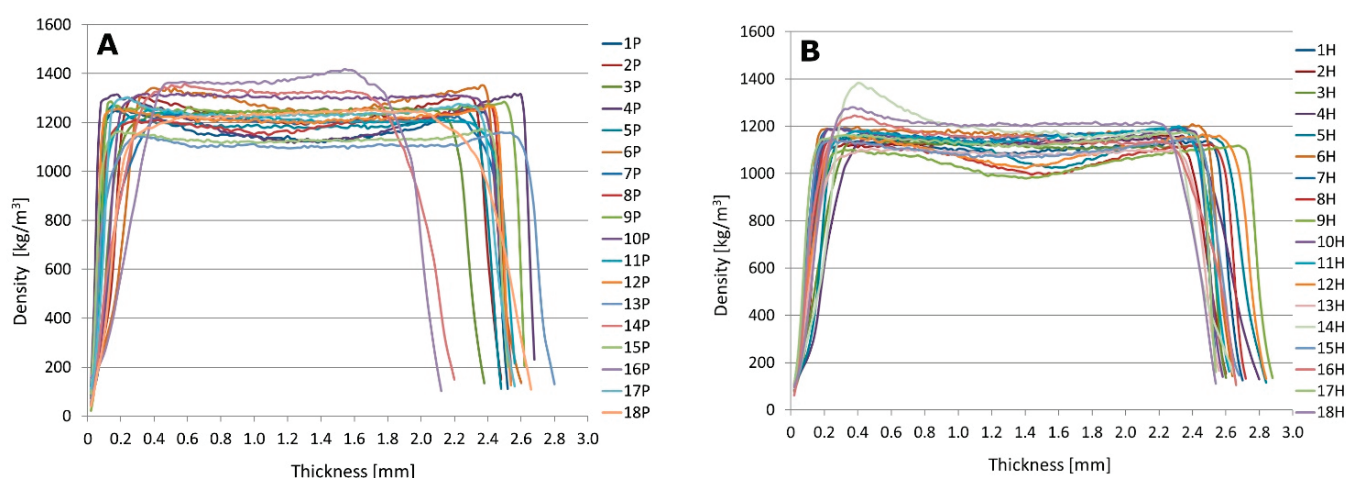 A
Density [kg/m³]
1600
1400
1200
1000
800
600
400
200
0
0 0.2 0.4 0.6 0.8 1.0 1.2 1.4 1.6 1.8 2.0 2.2 2.4 2.6 2.8 3.0
Thickness [mm]
1P
2P
3P
4P
5P
6P
7P
8P
9P
10P
11P
12P
13P
14P
15P
16P
17P
18P
B
Density [kg/m³]
1600
1400
1200
1000
800
600
400
200
0
0 0.2 0.4 0.6 0.8 1.0 1.2 1.4 1.6 1.8 2.0 2.2 2.4 2.6 2.8 3.0
Thickness [mm]
1H
2H
3H
4H
5H
6H
7H
8H
9H
10H
11H
12H
13H
14H
15H
16H
17H
18H